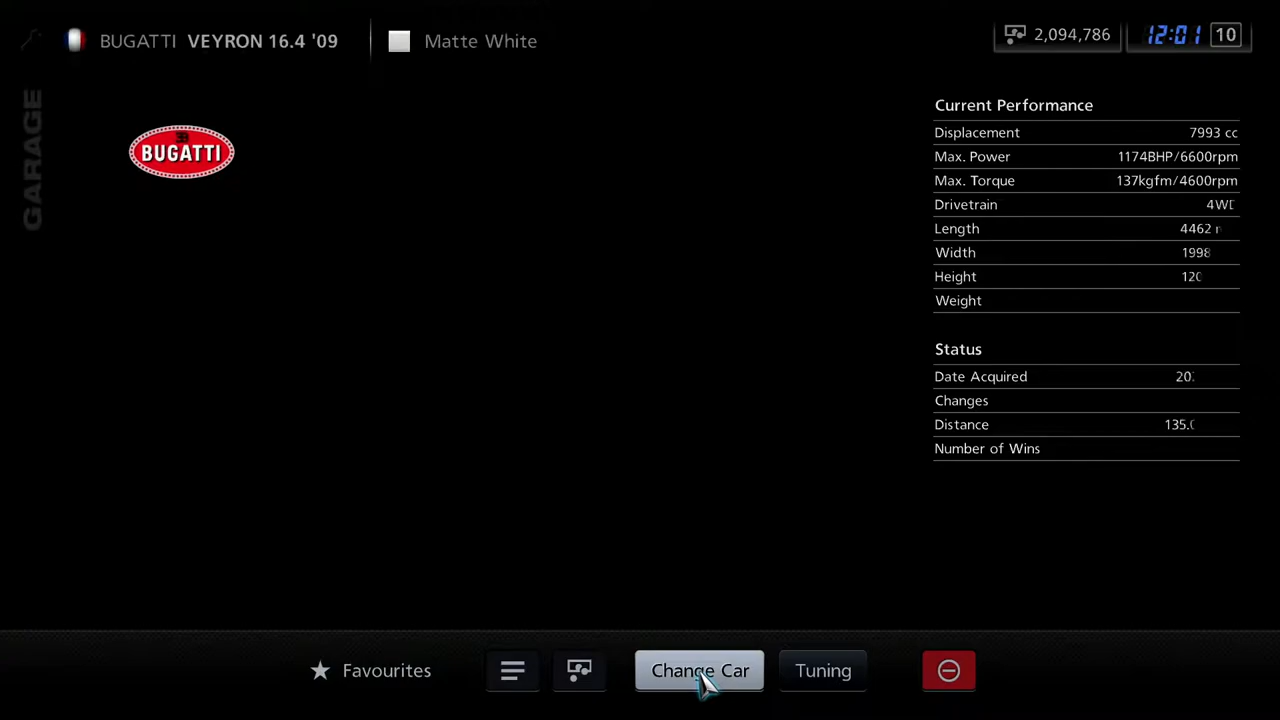 BUGATTI VEYRON 16.4 '09
Matte White
2,094,786
12:01 10
GARAGE
BUGATTI
Current Performance
Displacement 7993 cc
Max. Power 1174BHP/6600rpm
Max. Torque 137kgfm/4600rpm
Drivetrain
Length 4462
Width 1998
Height
Weight
Status
Date Acquired
Changes
Distance
Number of Wins
Favourites
Change Car
Tuning